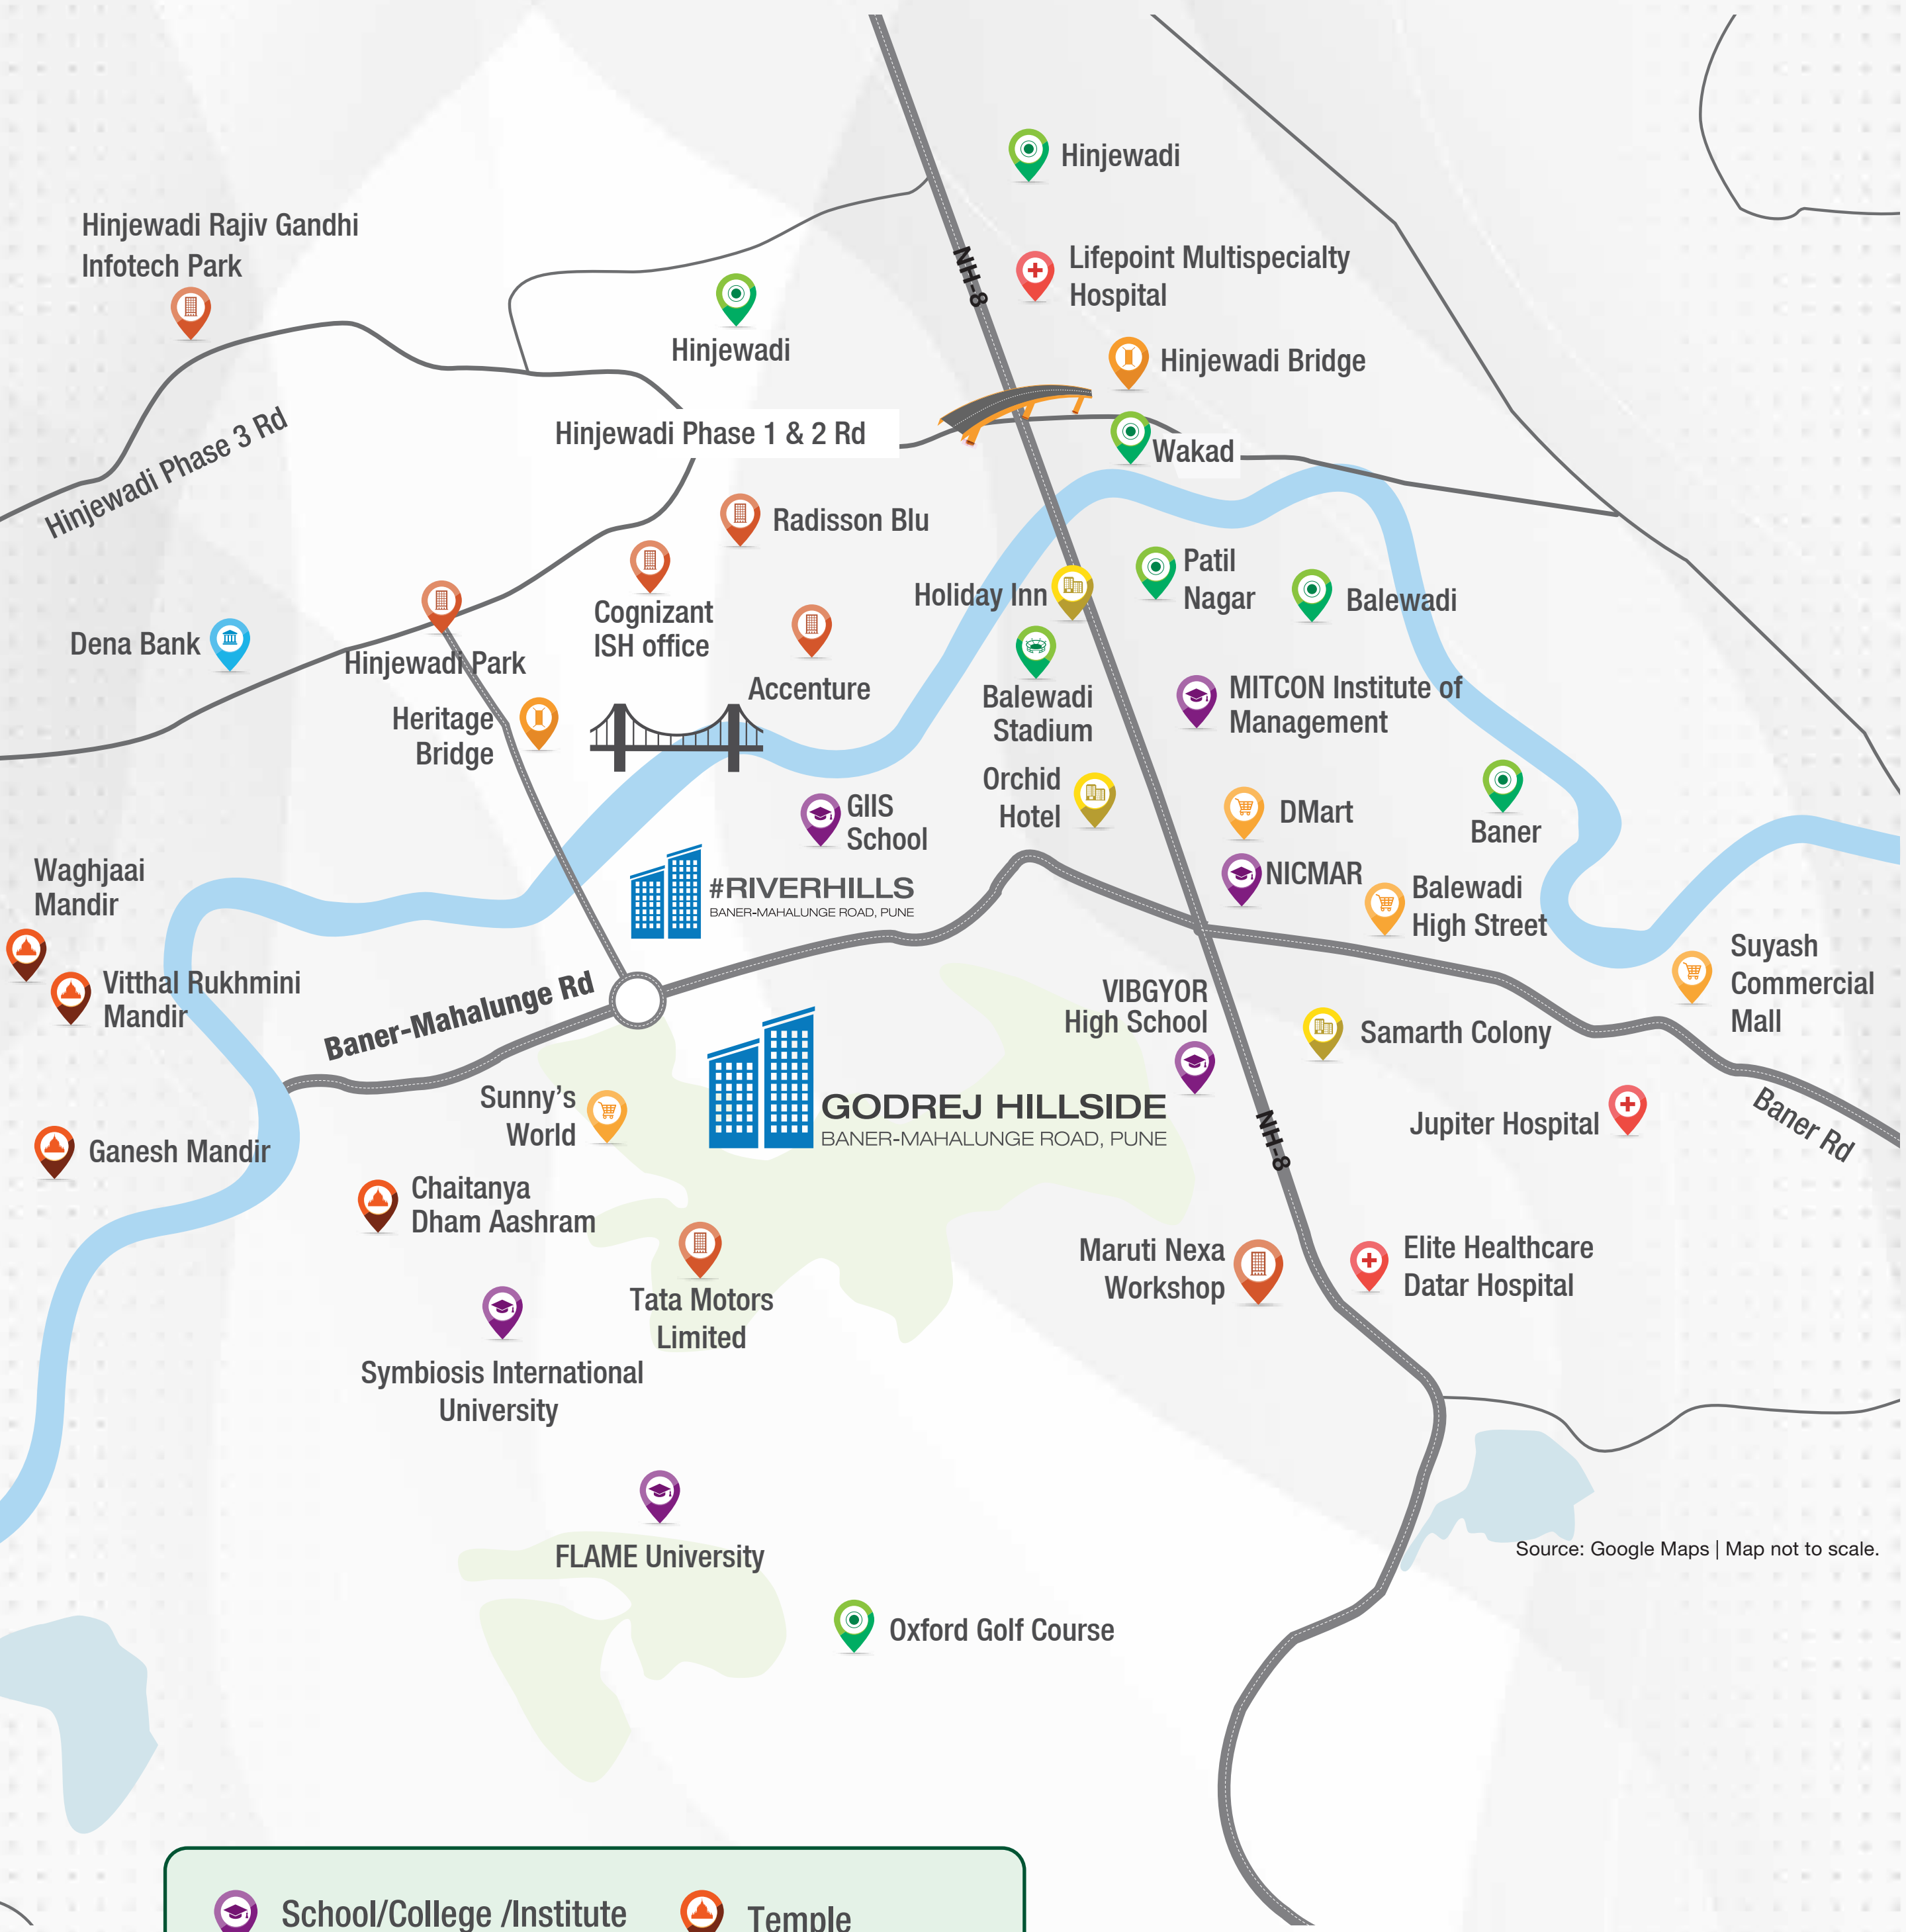 Hinjewadi
Hinjewadi Rajiv Gandhi
Infotech Park
NH-8
Lifepoint Multispecialty
Hospital
Hinjewadi
Hinjewadi Bridge
Hinjewadi Phase 3 Rd
Hinjewadi Phase 1 & 2 Rd
Wakad
Radisson Blu
Patil
Nagar
Holiday Inn
Balewadi
Cognizant
ISH office
Dena Bank
Hinjewadi Park
Accenture
Balewadi
Stadium
MITCON Institute of
Management
Heritage
Bridge
Orchid
Hotel
GIIS
School
DMart
Baner
Waghjaai
Mandir
#RIVERHILLS
BANER-MAHALUNGE ROAD, PUNE
NICMAR
Balewadi
High Street
Suyash
Commercial
Mall
Vitthal Rukhmini
Mandir
Baner-Mahalunge Rd
VIBGYOR
High School
Samarth Colony
Sunny's
World
GODREJ HILLSIDE
BANER-MAHALUNGE ROAD, PUNE
NH-8
Jupiter Hospital
Baner Rd
Ganesh Mandir
Chaitanya
Dham Aashram
Maruti Nexa
Workshop
Elite Healthcare
Datar Hospital
Tata Motors
Limited
Symbiosis International
University
FLAME University
Source: Google Maps | Map not to scale.
Oxford Golf Course
School/College /Institute
Temple